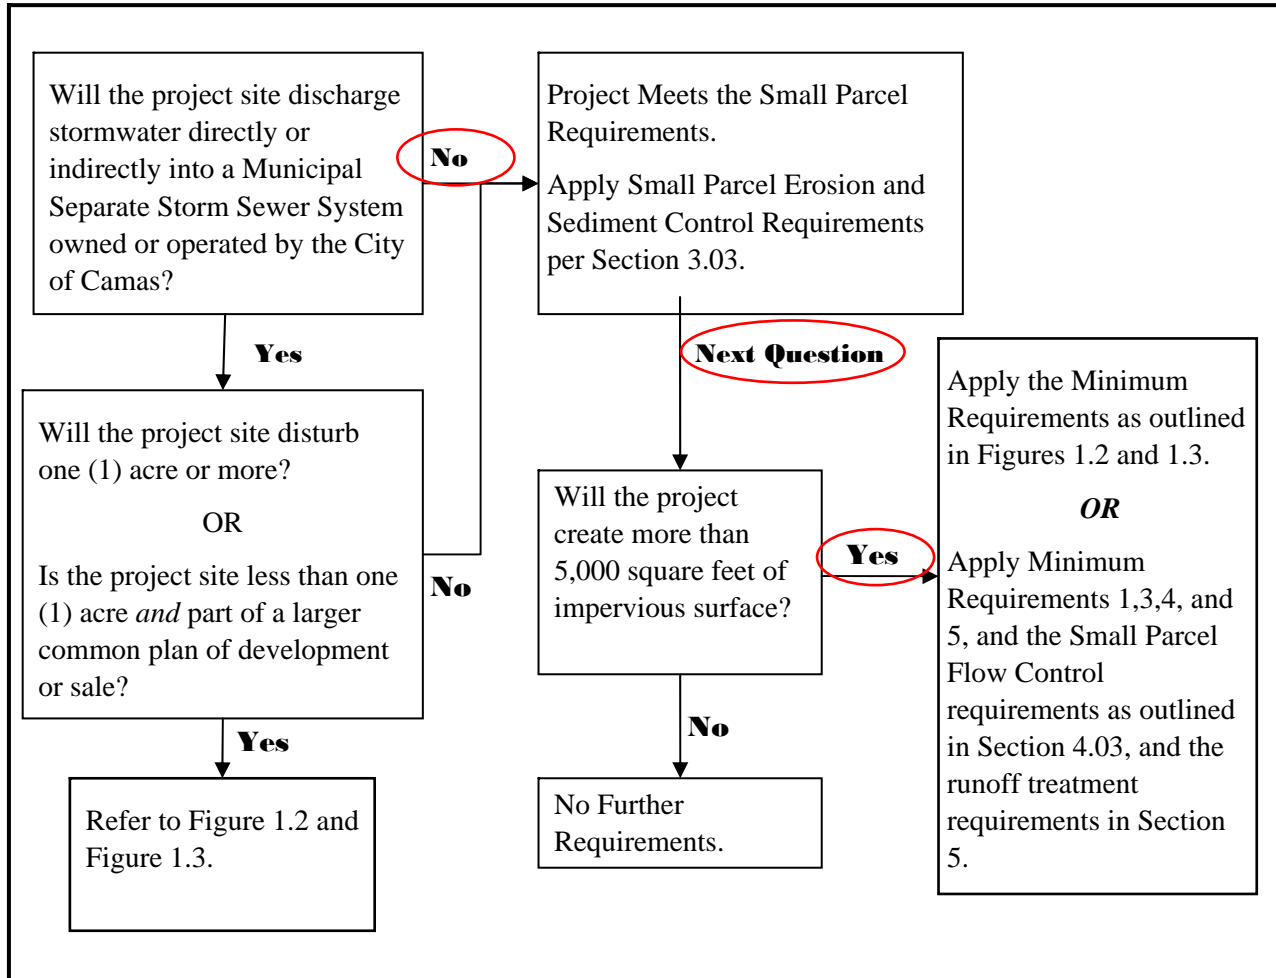 Will the project site discharge
stormwater directly or
indirectly into a Municipal
Separate Storm Sewer System
owned or operated by the City
of Camas?
No
Project Meets the Small Parcel
Requirements.
Apply Small Parcel Erosion and
Sediment Control Requirements
per Section 3.03.
Yes
Next Question
Will the project site disturb
one (1) acre or more?
OR
Is the project site less than one
(1) acre and part of a larger
common plan of development
or sale?
No
Will the project
create more than
5,000 square feet of
impervious surface?
Yes
Apply the Minimum
Requirements as outlined
in Figures 1.2 and 1.3.
OR
Apply Minimum
Requirements 1,3,4, and
5, and the Small Parcel
Flow Control
requirements as outlined
in Section 4.03, and the
runoff treatment
requirements in Section
5.
Yes
No
Refer to Figure 1.2 and
Figure 1.3.
No Further
Requirements.